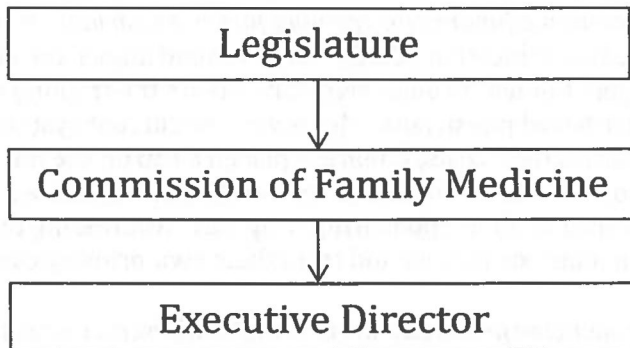 Legislature
Commission of Family Medicine
Executive Director